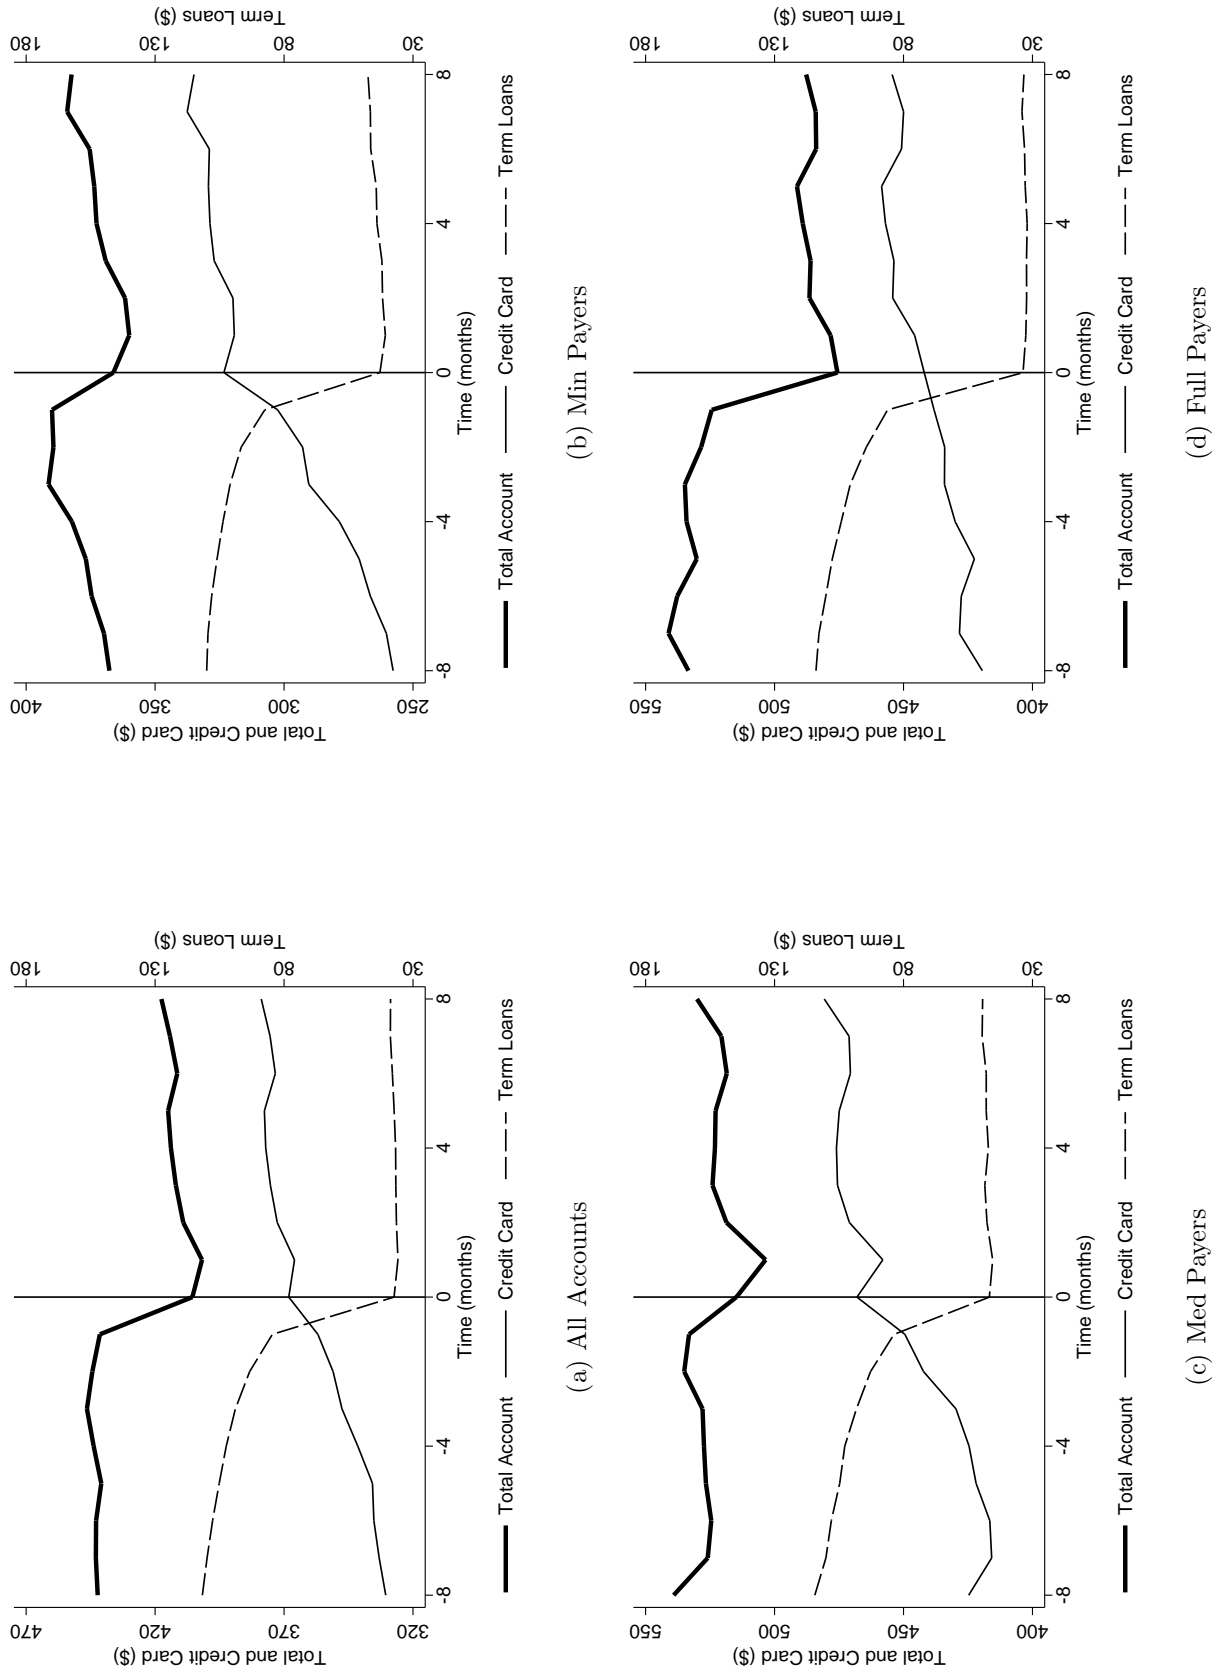 Total and Credit Card ($)
470
420
370
320
Term Loans ($)
180
130
80
30
-8
-4
0
4
8
Time (months)
Total Account
Credit Card
Term Loans
(a) All Accounts
Total and Credit Card ($)
400
350
300
250
Term Loans ($)
180
130
80
30
-8
-4
0
4
8
Time (months)
Total Account
Credit Card
Term Loans
(b) Min Payers
Total and Credit Card ($)
550
500
450
400
Term Loans ($)
180
130
80
30
-8
-4
0
4
8
Time (months)
Total Account
Credit Card
Term Loans
(c) Med Payers
Total and Credit Card ($)
550
500
450
400
Term Loans ($)
180
130
80
30
-8
-4
0
4
8
Time (months)
Total Account
Credit Card
Term Loans
(d) Full Payers